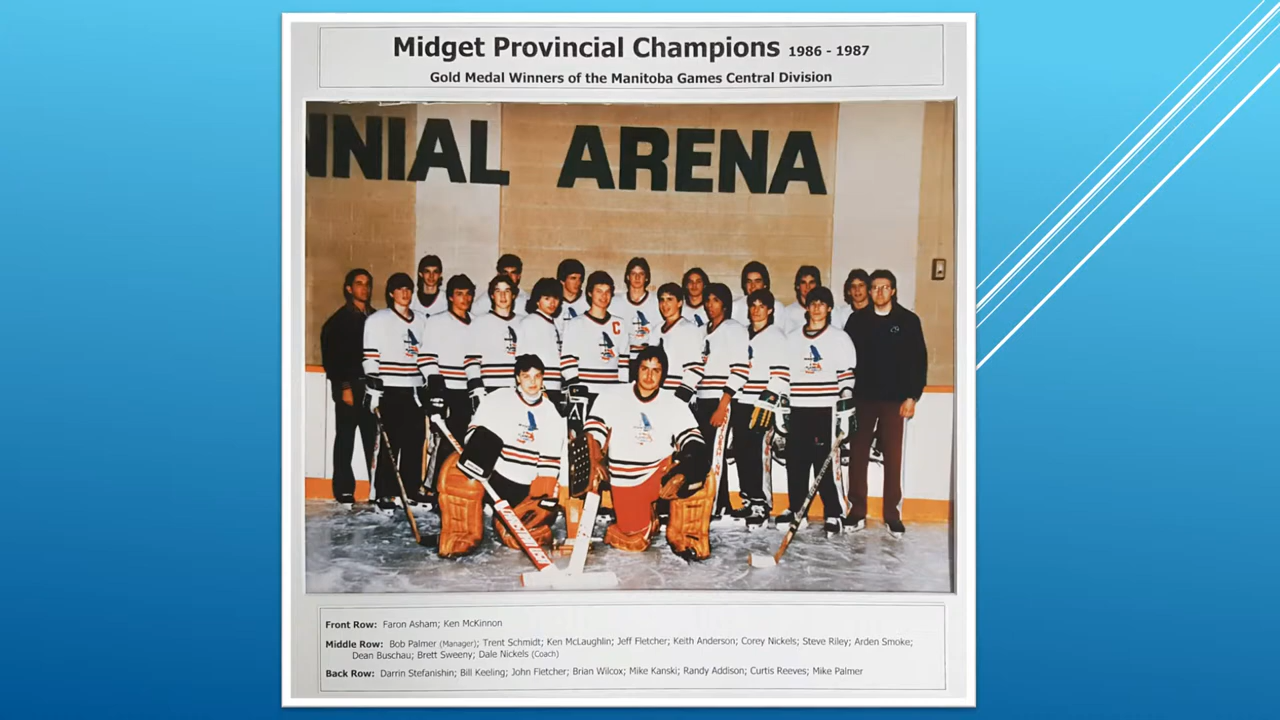 Midget Provincial Champions 1986 - 1987
Gold Medal Winners of the Manitoba Games Central Division
NNIAL ARENA
C
Front Row: Faron Asham; Ken McKinnon
Middle Row: Bob Palmer (Manager); Trent Schmidt; Ken McLaughlin; Jeff Fletcher; Keith Anderson; Corey Nickels; Steve Riley; Arden Smoke;
Dean Buschau; Brett Sweeny; Dale Nickels (Coach)
Back Row: Darrin Stefanishin; Bill Keeling; John Fletcher; Brian Wilcox; Mike Kanski; Randy Addison; Curtis Reeves; Mike Palmer